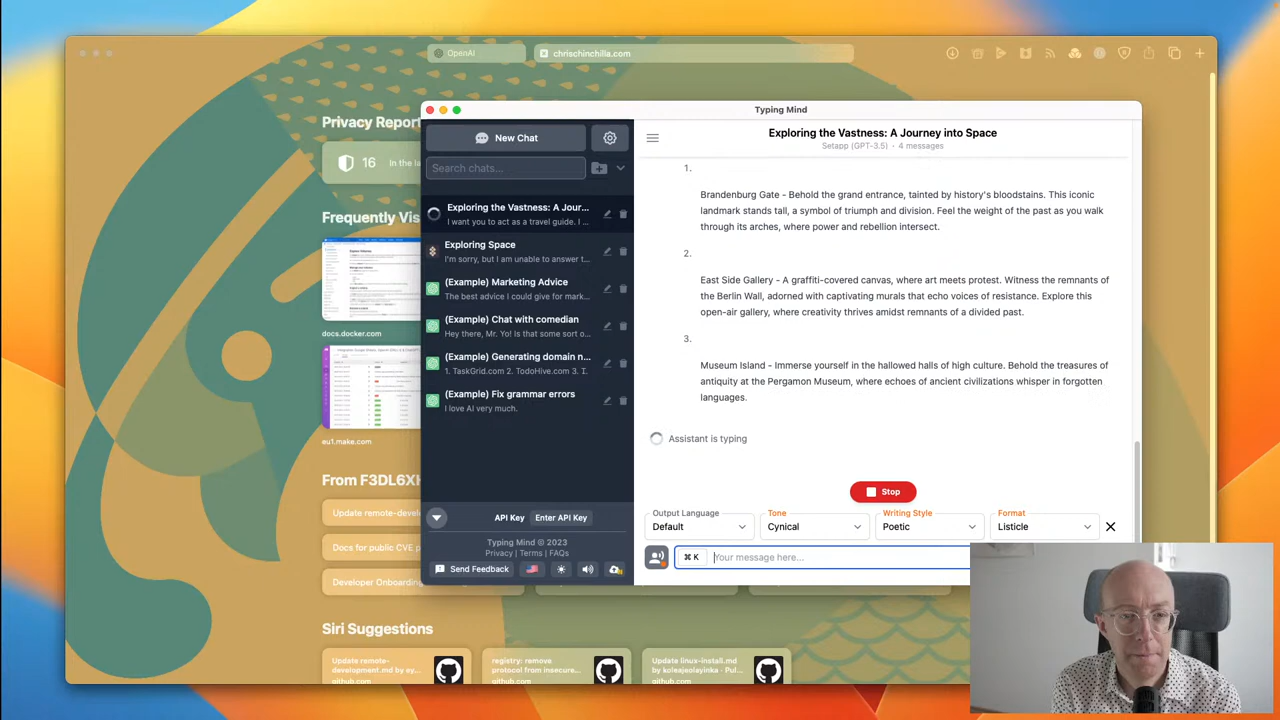 OpenAI
chrischinchilla.com
Privacy Report
16 In the la
Frequently Vis
docs.docker.com
eu1.make.com
From F3DL6XH
Update remote-devel
Docs for public CVE p
Developer Onboarding
Siri Suggestions
Update remote-
development.md by ey...
github.com
registry: remove
protocol from insecure...
github.com
Update linux-install.md
github.com
Typing Mind
New Chat
Search chats...
Exploring the Vastness: A Jour...
I want you to act as a travel guide. I ...
Exploring Space
I'm sorry, but I am unable to answer t...
(Example) Marketing Advice
The best advice I could give for mark...
(Example) Chat with comedian
Hey there, Mr. Yo! Is this some sort o...
(Example) Generating domain n...
1. TaskGrid.com 2. TodoHive.com 3. T.
(Example) Fix grammar errors
I love AI very much.
API Key Enter API Key
Typing Mind © 2023
Privacy | Terms | FAQs
Send Feedback
Exploring the Vastness: A Journey into Space
Setapp (GPT-3.5) • 4 messages
1.
Brandenburg Gate - Behold the grand entrance, tainted by history's bloodstains. This iconic
landmark stands tall, a symbol of triumph and division. Feel the weight of the past as you walk
through its arches, where power and rebellion intersect.
2.
East Side Gallery - A graffiti-covered canvas, where art meets protest. Witness the remnants of
the Berlin Wall, adorned with captivating murals that echo voices of resistance. Explore this
open-air gallery, where creativity thrives amidst remnants of a divided past.
3.
Museum Island - Immerse yourself in the hallowed halls of high culture. Behold the treasures of
antiquity at the Pergamon Museum, where echoes of ancient civilizations whisper in forgotten
languages.
Assistant is typing
Stop
Output Language Tone Writing Style Format
Default Cynical Poetic Listicle
⌘ K Your message here...